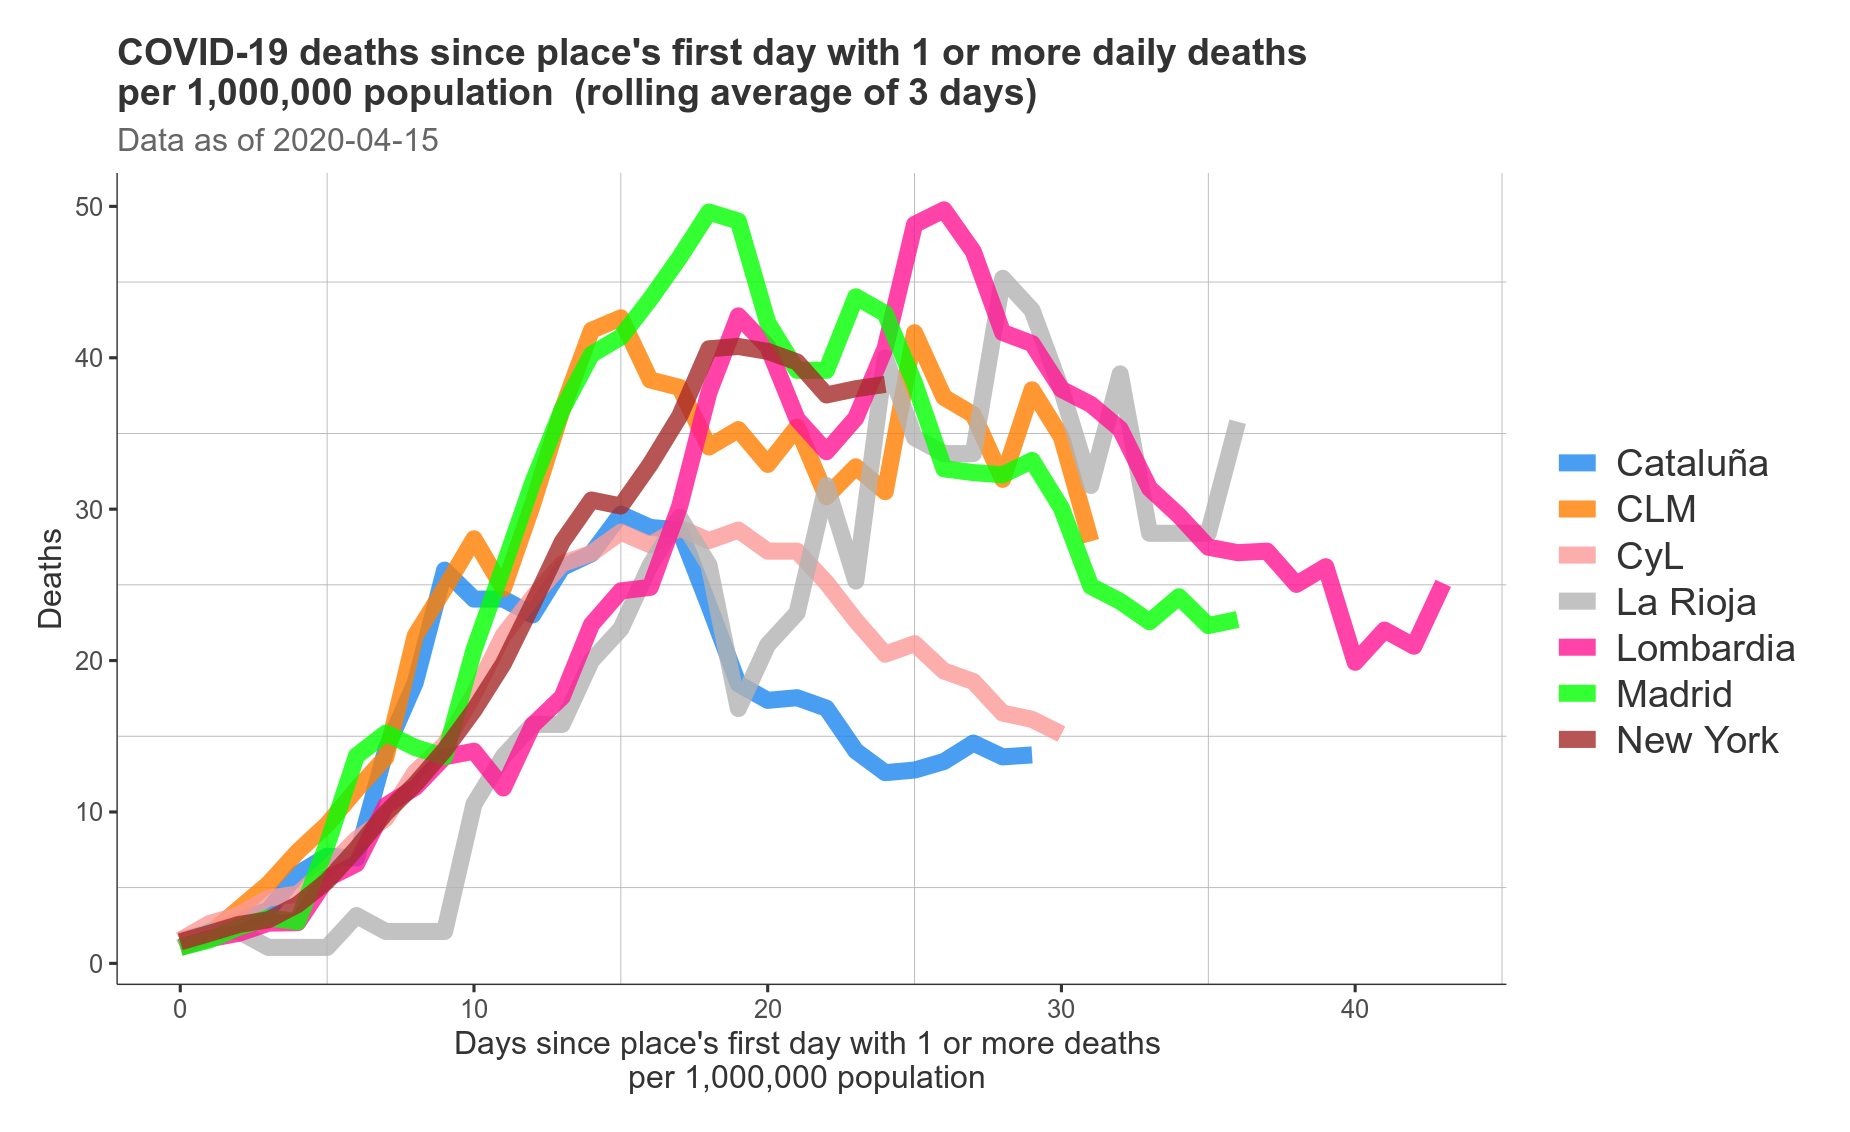 COVID-19 deaths since place's first day with 1 or more daily deaths
per 1,000,000 population  (rolling average of 3 days)
Data as of 2020-04-15
Deaths
50
40
30
20
10
0
0
10
20
30
40
Days since place's first day with 1 or more deaths
per 1,000,000 population
Cataluña
CLM
CyL
La Rioja
Lombardia
Madrid
New York